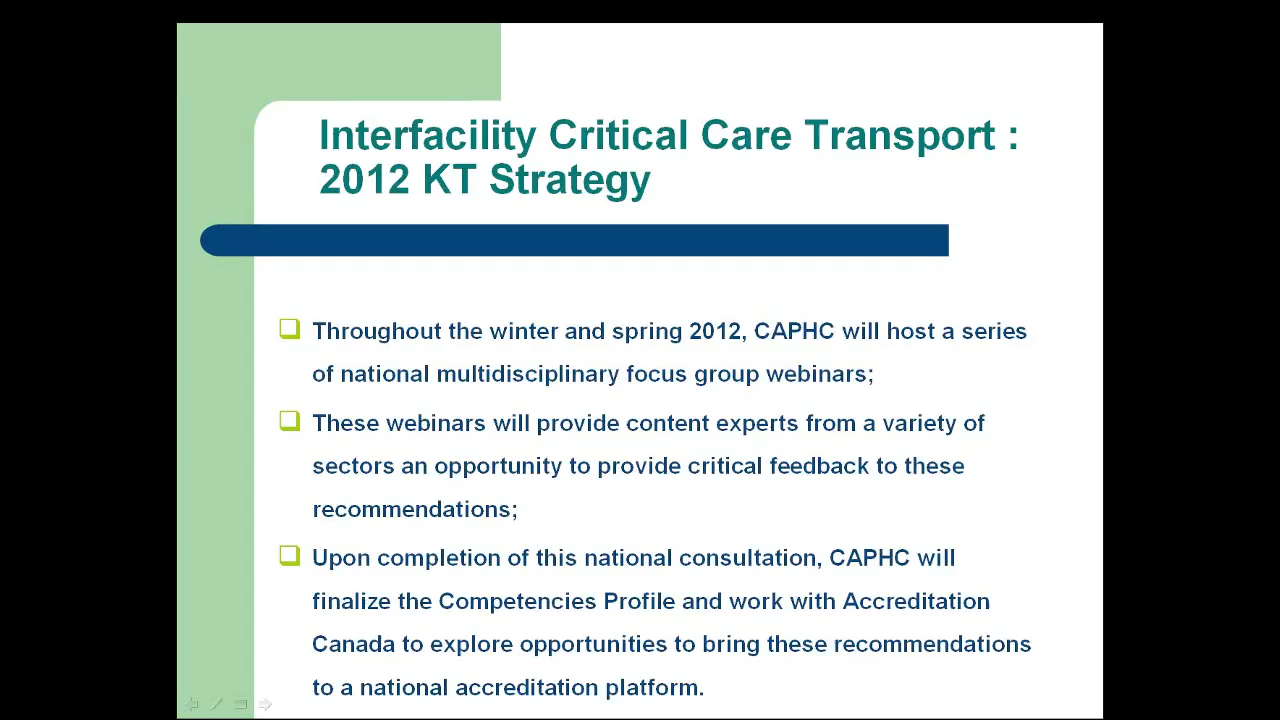 Interfacility Critical Care Transport :
2012 KT Strategy
Throughout the winter and spring 2012, CAPHC will host a series
of national multidisciplinary focus group webinars;
These webinars will provide content experts from a variety of
sectors an opportunity to provide critical feedback to these
recommendations;
Upon completion of this national consultation, CAPHC will
finalize the Competencies Profile and work with Accreditation
Canada to explore opportunities to bring these recommendations
to a national accreditation platform.